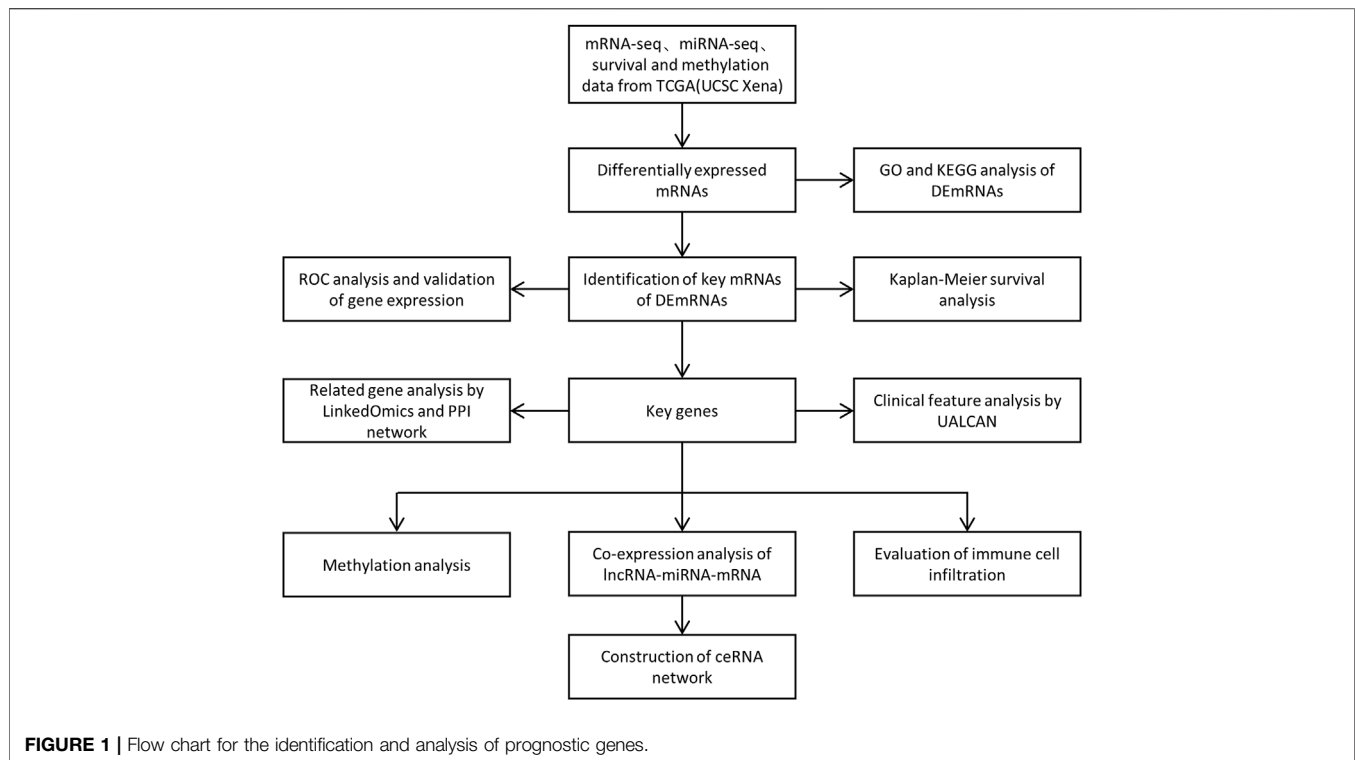 mRNA-seq、miRNA-seq、
survival and methylation
data from TCGA(UCSC Xena)
Differentially expressed
mRNAs
GO and KEGG analysis of
DEmRNAs
ROC analysis and validation
of gene expression
Identification of key mRNAs
of DEmRNAs
Kaplan-Meier survival
analysis
Related gene analysis by
LinkedOmics and PPI
network
Key genes
Clinical feature analysis by
UALCAN
Methylation analysis
Co-expression analysis of
lncRNA-miRNA-mRNA
Evaluation of immune cell
infiltration
Construction of ceRNA
network
FIGURE 1 | Flow chart for the identification and analysis of prognostic genes.